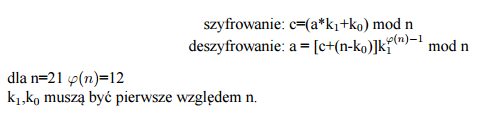 szyfrowanie: c=(a*k₁+k₀) mod n
deszyfrowanie: a = [c+(n-k₀)]k₁^φ(n)−1 mod n
dla n=21 φ(n)=12
k₁,k₀ muszą być pierwsze względem n.